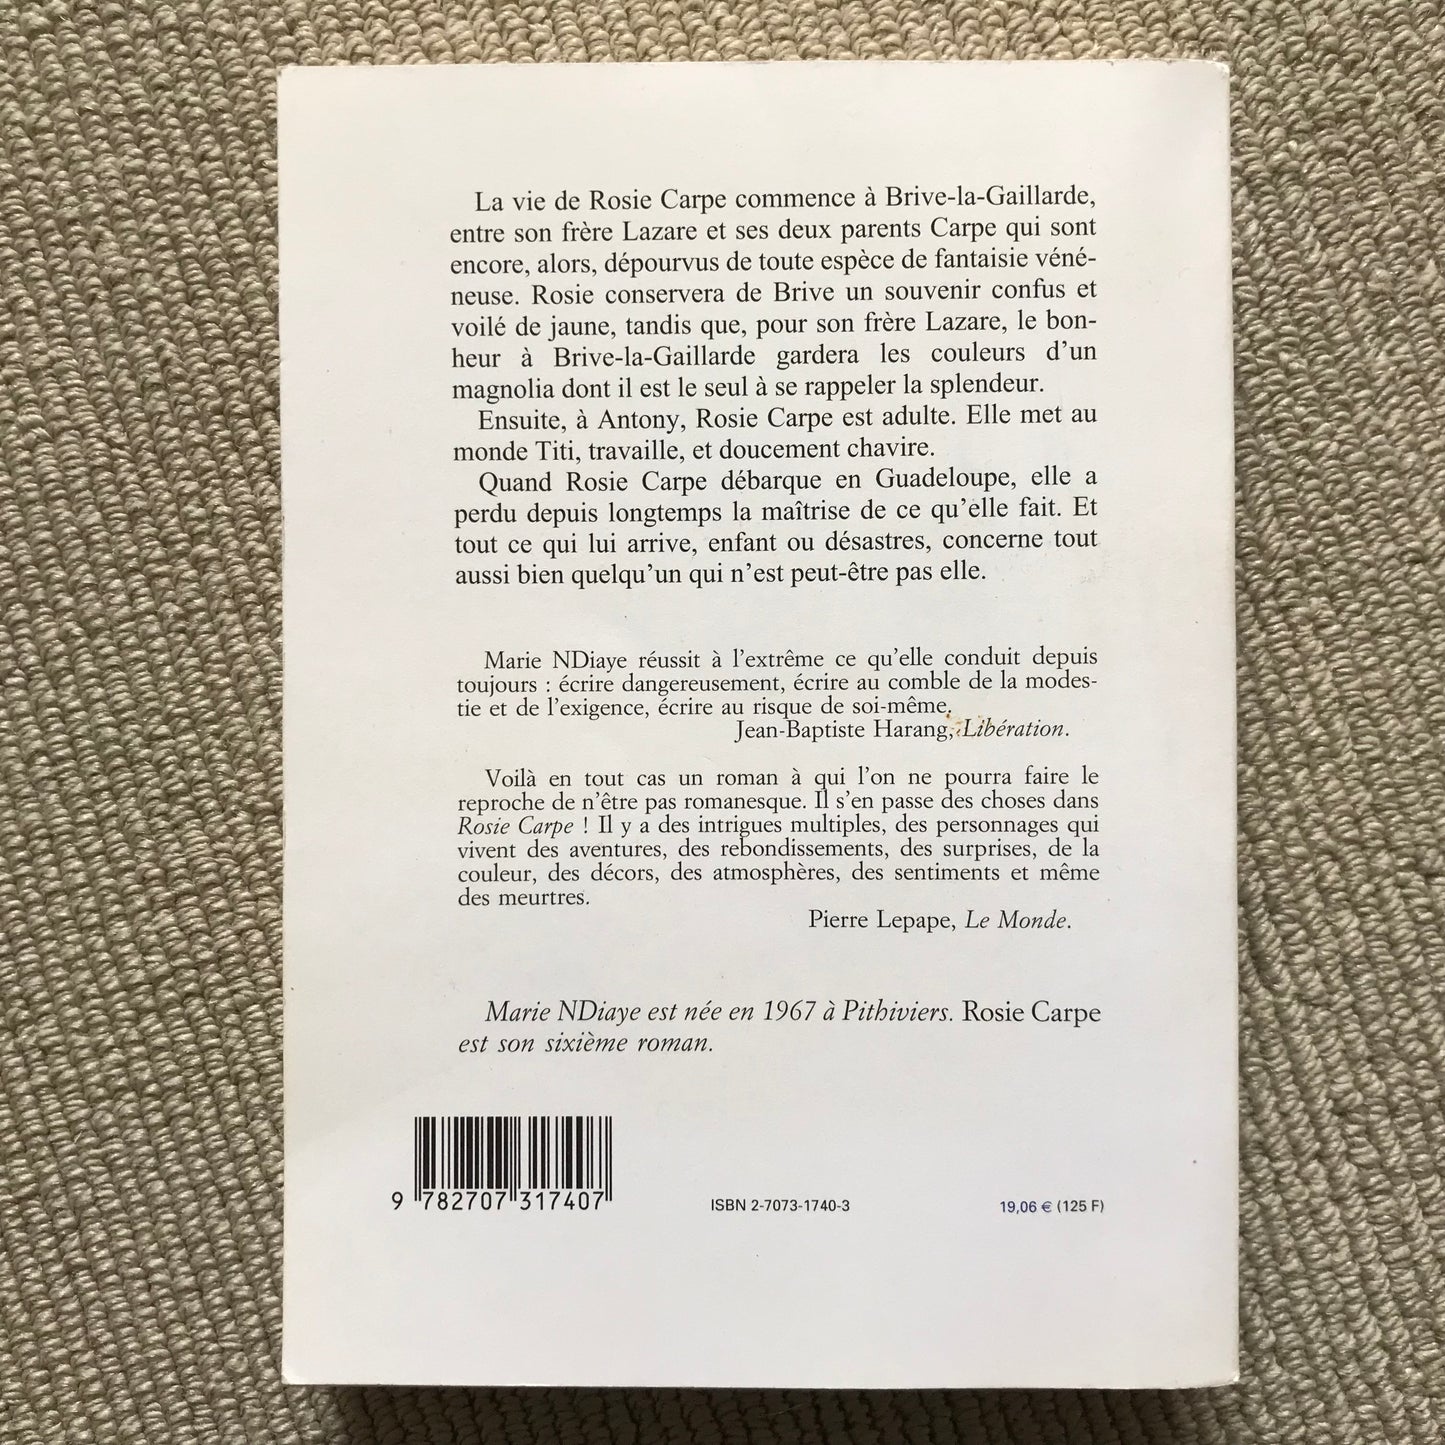 La vie de Rosie Carpe commence à Brive-la-Gaillarde,
entre son frère Lazare et ses deux parents Carpe qui sont
encore, alors, dépourvus de toute espèce de fantaisie véné-
neuse. Rosie conservera de Brive un souvenir confus et
voilé de jaune, tandis que, pour son frère Lazare, le bon-
heur à Brive-la-Gaillarde gardera les couleurs d'un
magnolia dont il est le seul à se rappeler la splendeur.
Ensuite, à Antony, Rosie Carpe est adulte. Elle met au
monde Titi, travaille, et doucement chavire.
Quand Rosie Carpe débarque en Guadeloupe, elle a
perdu depuis longtemps la maîtrise de ce qu'elle fait. Et
tout ce qui lui arrive, enfant ou désastres, concerne tout
aussi bien quelqu'un qui n'est peut-être pas elle.
Marie NDiaye réussit à l'extrême ce qu'elle conduit depuis
toujours : écrire dangereusement, écrire au comble de la modes-
tie et de l'exigence, écrire au risque de soi-même.
Jean-Baptiste Harang, Libération.
Voilà en tout cas un roman à qui l'on ne pourra faire le
reproche de n'être pas romanesque. Il s'en passe des choses dans
Rosie Carpe ! Il y a des intrigues multiples, des personnages qui
vivent des aventures, des rebondissements, des surprises, de la
couleur, des décors, des atmosphères, des sentiments et même
des meurtres.
Pierre Lepape, Le Monde.
Marie NDiaye est née en 1967 à Pithiviers. Rosie Carpe
est son sixième roman.
9 782707 317407
ISBN 2-7073-1740-3
19,06 € (125 F)